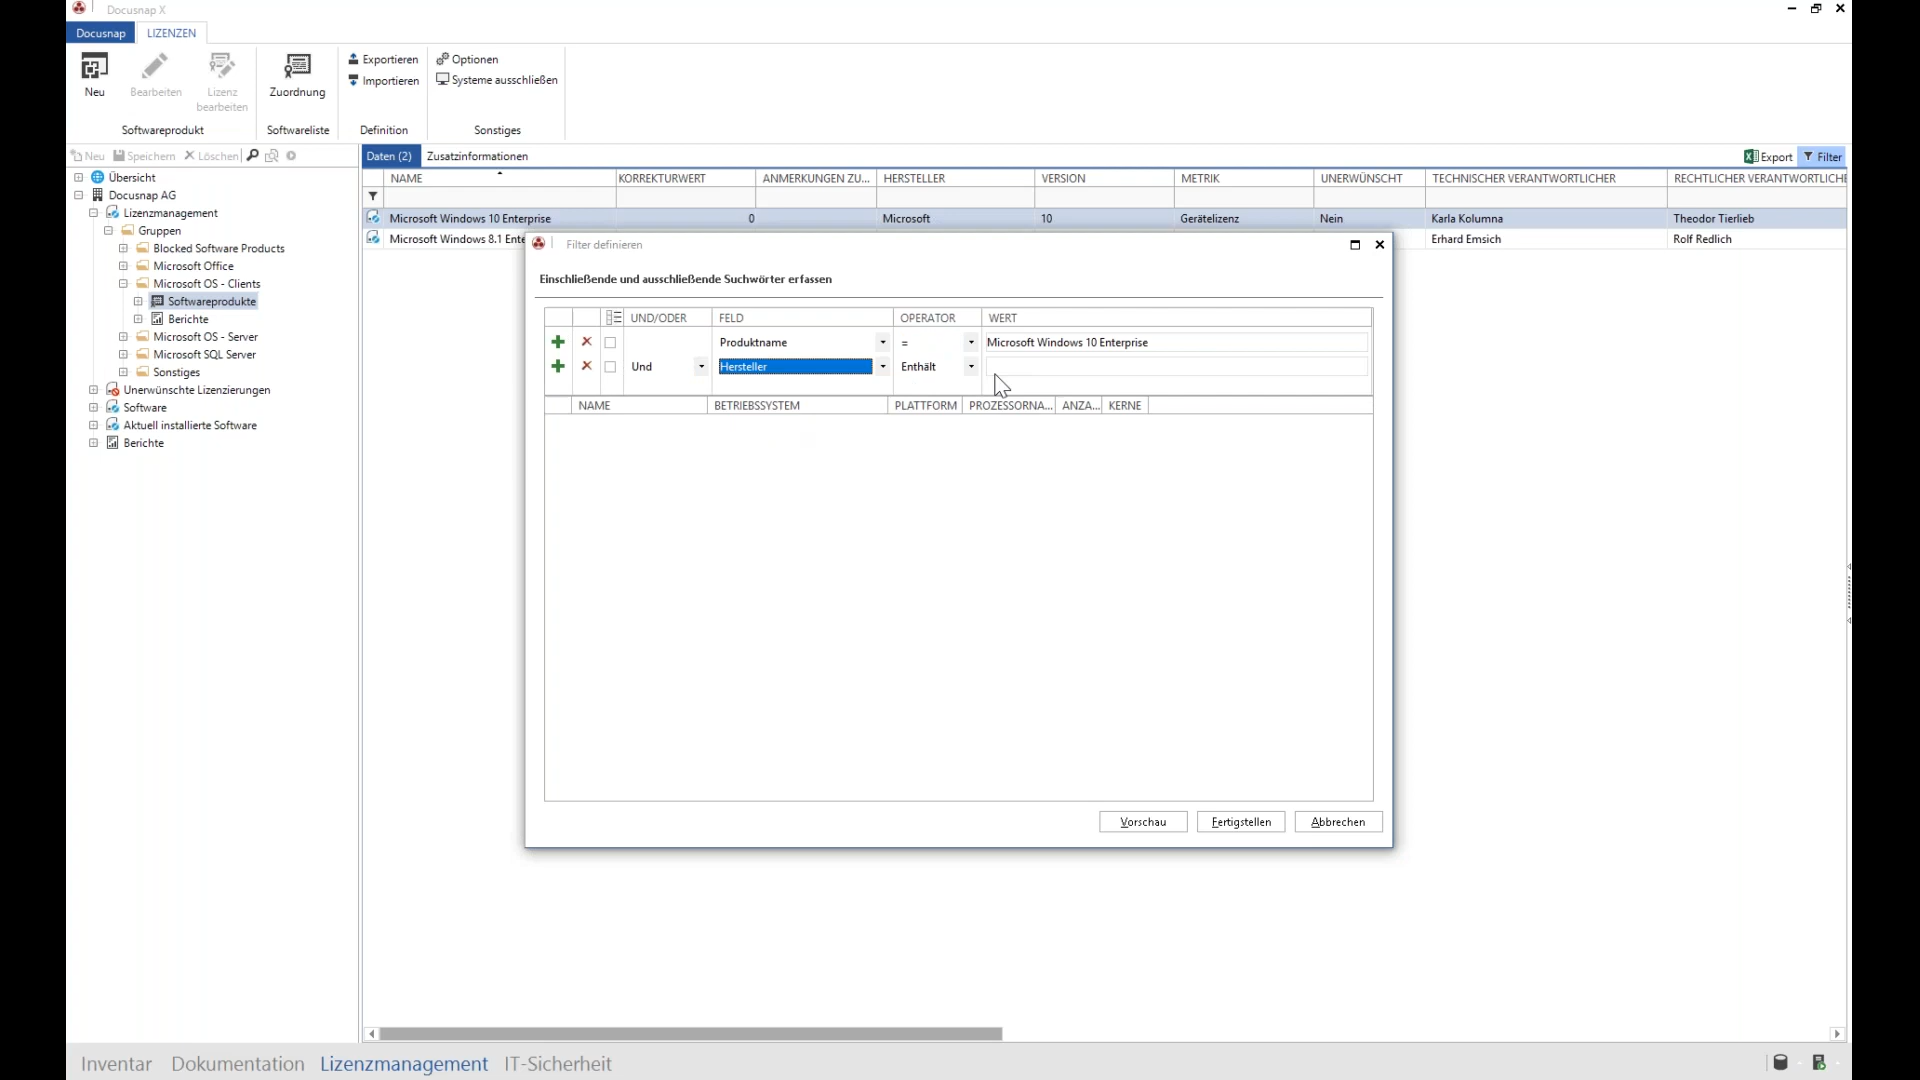 Docusnap X
Docusnap LIZENZEN
Neu Bearbeiten Lizenz bearbeiten Zuordnung Exportieren Importieren Optionen Systeme ausschließen
Softwareprodukt Softwareliste Definition Sonstiges
Neu Speichern Löschen
Daten (2) Zusatzinformationen Export Filter
NAME KORREKTURWERT ANMERKUNGEN ZU... HERSTELLER VERSION METRIK UNERWÜNSCHT TECHNISCHER VERANTWORTLICHER RECHTLICHER VERANTWORTLICHE
Microsoft Windows 10 Enterprise 0 Microsoft 10 Gerätelizenz Nein Karla Kolumna Theodor Tierlieb
Microsoft Windows 8.1 Ente Erhard Emsich Rolf Redlich
Übersicht
Docusnap AG
Lizenzmanagement
Gruppen
Blocked Software Products
Microsoft Office
Microsoft OS - Clients
Softwareprodukte
Berichte
Microsoft OS - Server
Microsoft SQL Server
Sonstiges
Unerwünschte Lizenzierungen
Software
Aktuell installierte Software
Berichte
Filter definieren
Einschließende und ausschließende Suchwörter erfassen
UND/ODER FELD OPERATOR WERT
Produktname = Microsoft Windows 10 Enterprise
Und Hersteller Enthält
NAME BETRIEBSSYSTEM PLATTFORM PROZESSORNA... ANZA... KERNE
Vorschau Fertigstellen Abbrechen
Inventar Dokumentation Lizenzmanagement IT-Sicherheit